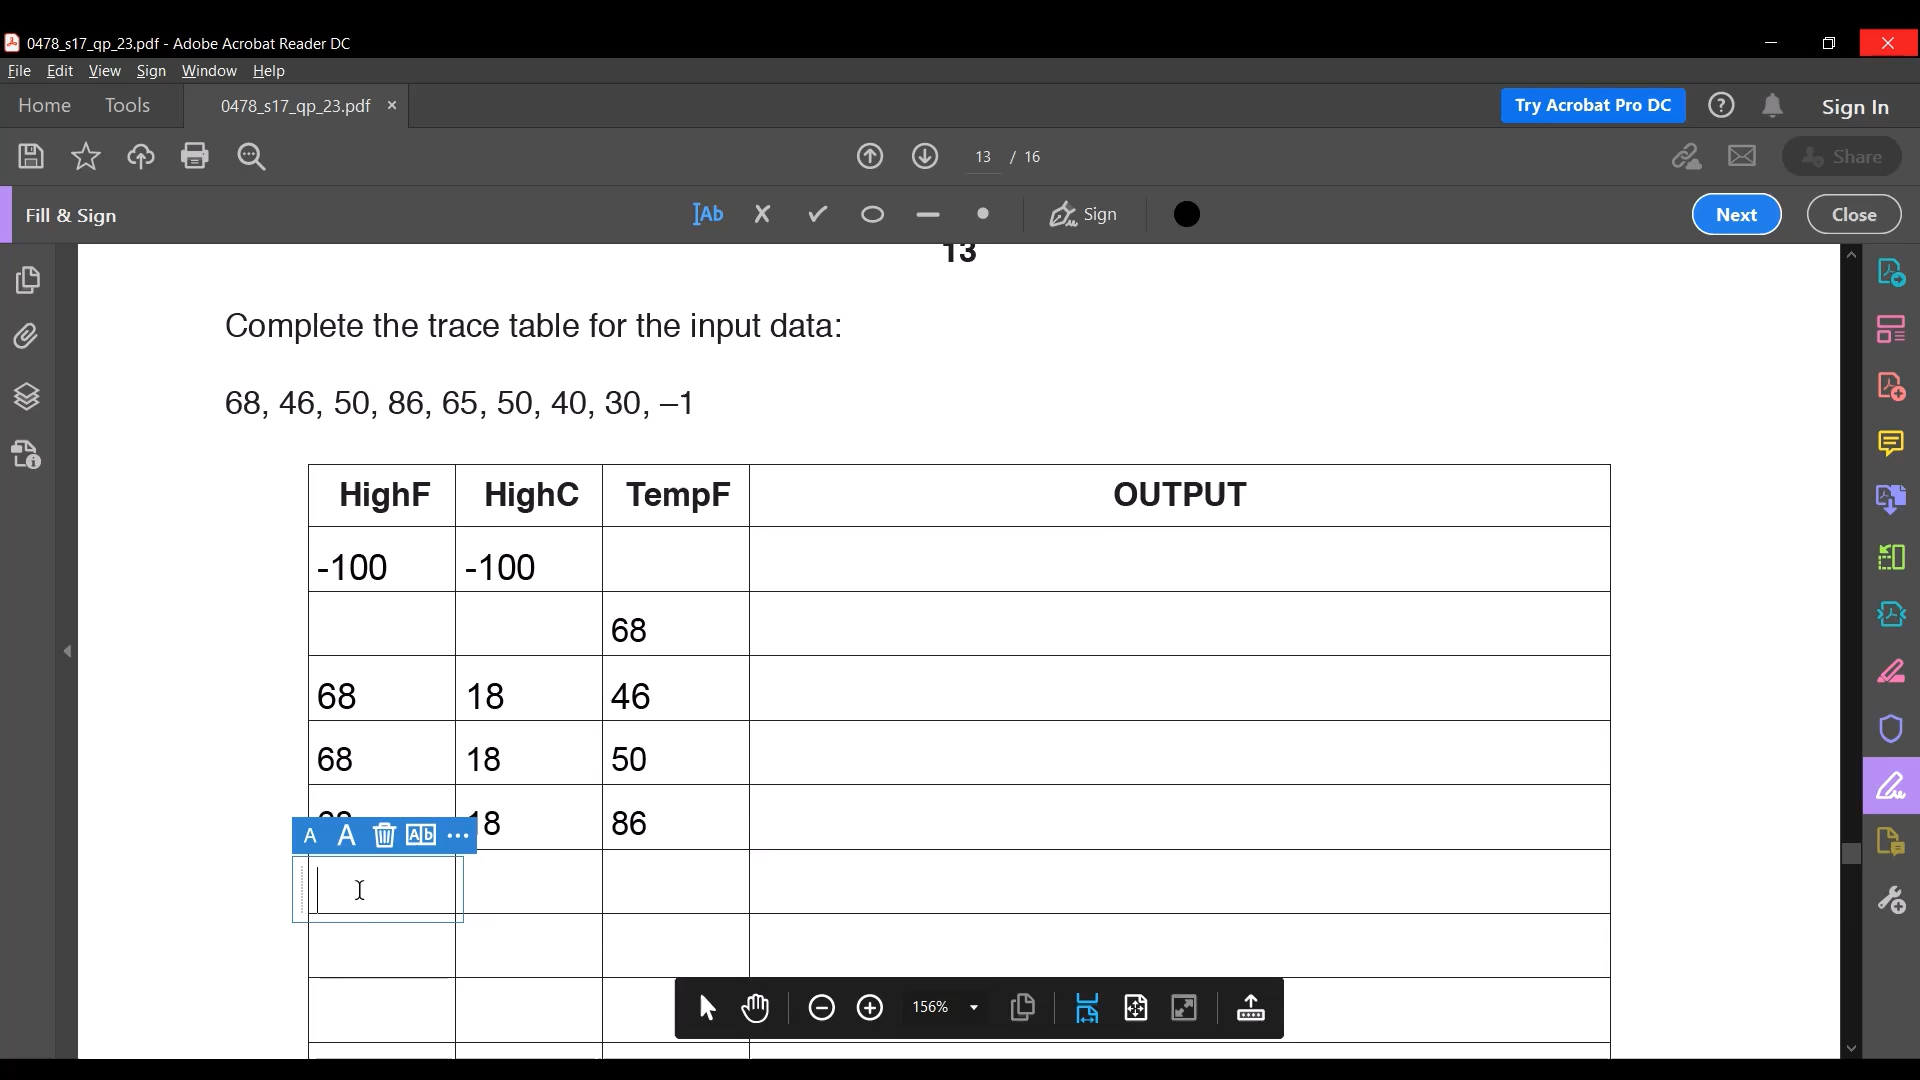 0478_s17_qp_23.pdf - Adobe Acrobat Reader DC
File Edit View Sign Window Help
Home Tools 0478_s17_qp_23.pdf × Try Acrobat Pro DC Sign In
13 / 16 Share
Fill & Sign Ab Sign Next Close
13
Complete the trace table for the input data:
68, 46, 50, 86, 65, 50, 40, 30, –1
HighF HighC TempF OUTPUT
-100 -100
68
68 18 46
68 18 50
18 86
A A Ab
156%